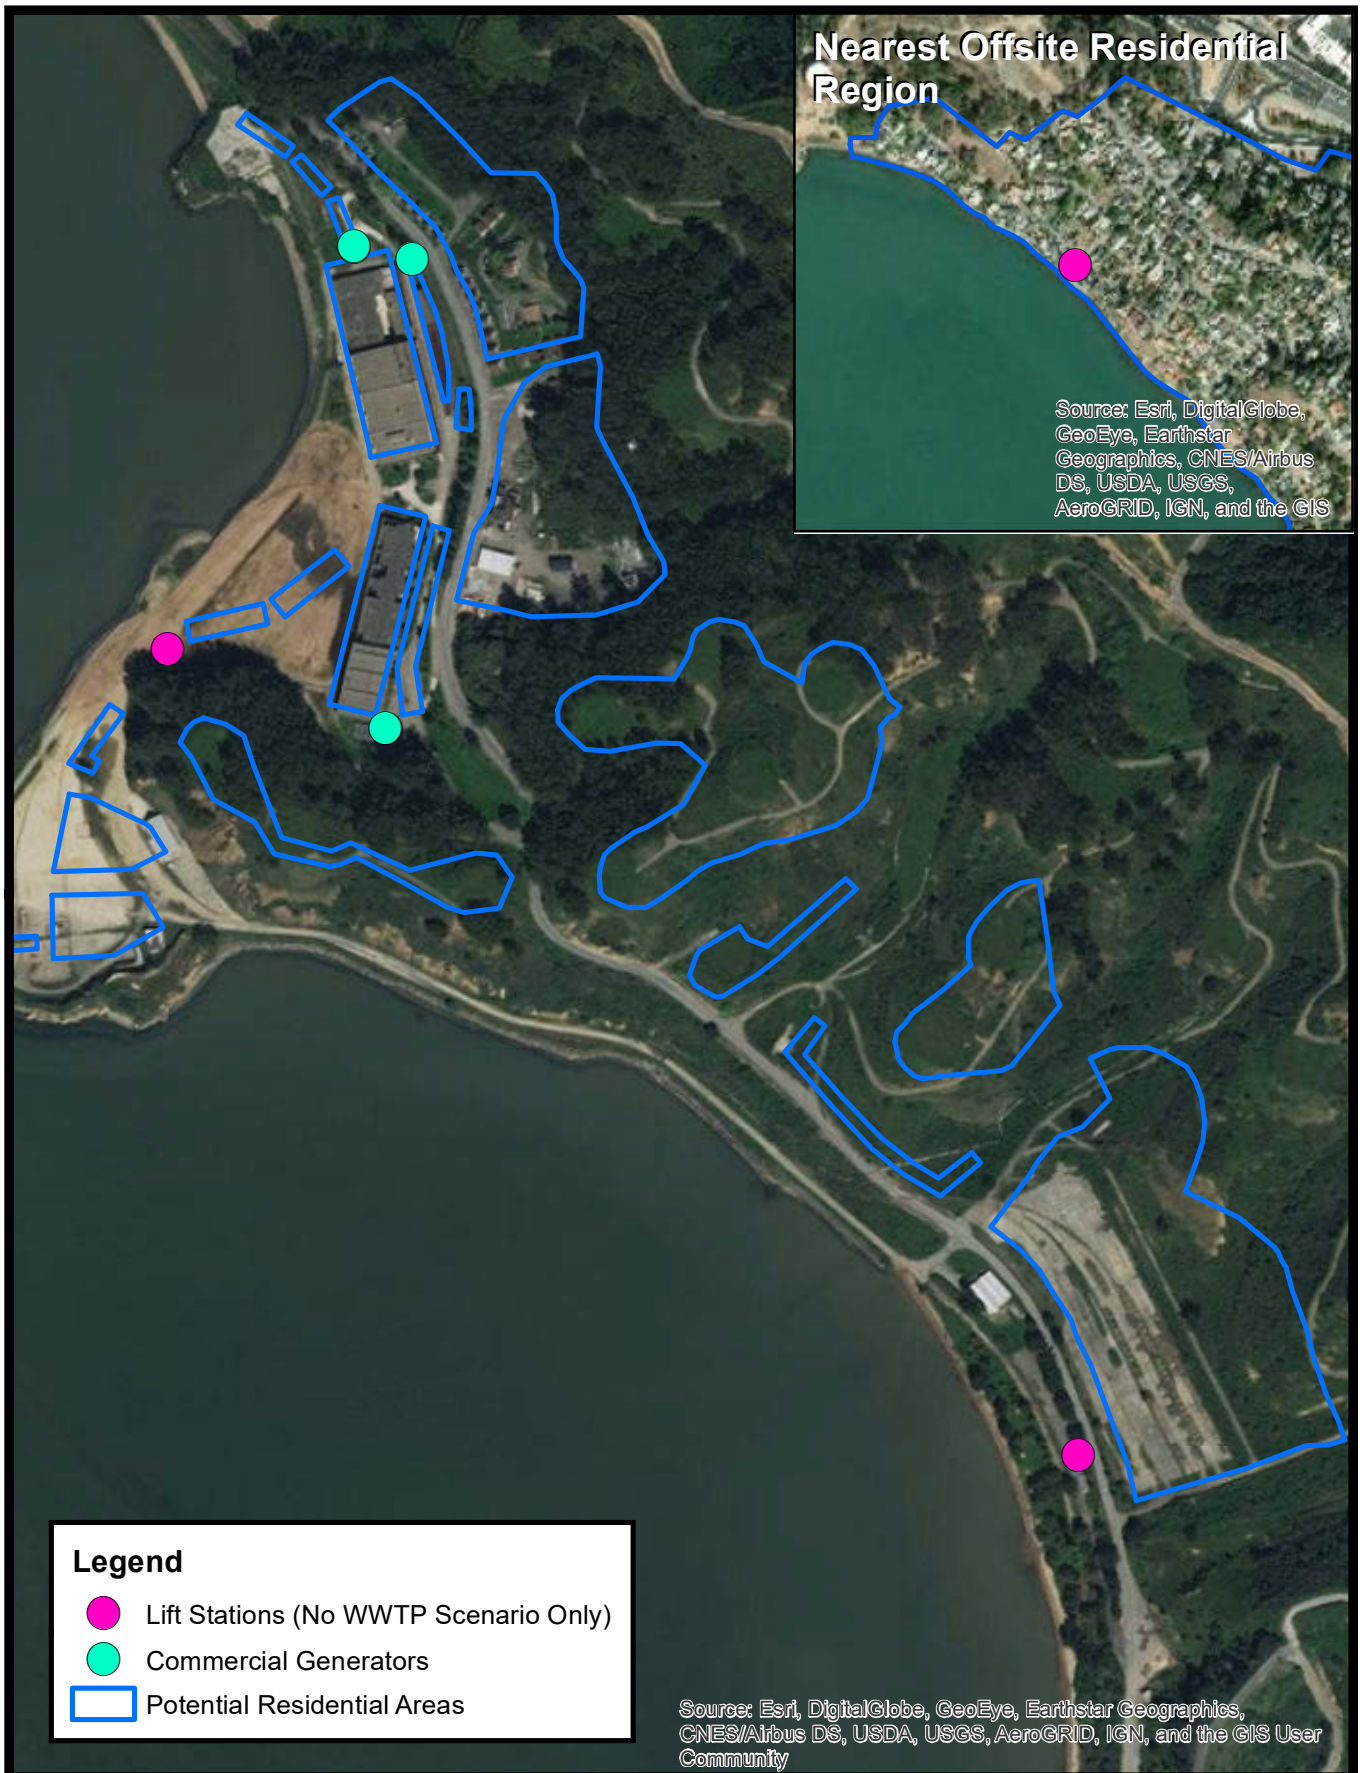 Nearest Offsite Residential
Region
Source: Esri, DigitalGlobe,
GeoEye, Earthstar
Geographics, CNES/Airbus
DS, USDA, USGS,
AeroGRID, IGN, and the GIS
Legend
Lift Stations (No WWTP Scenario Only)
Commercial Generators
Potential Residential Areas
Source: Esri, DigitalGlobe, GeoEye, Earthstar Geographics,
CNES/Airbus DS, USDA, USGS, AeroGRID, IGN, and the GIS User
Community